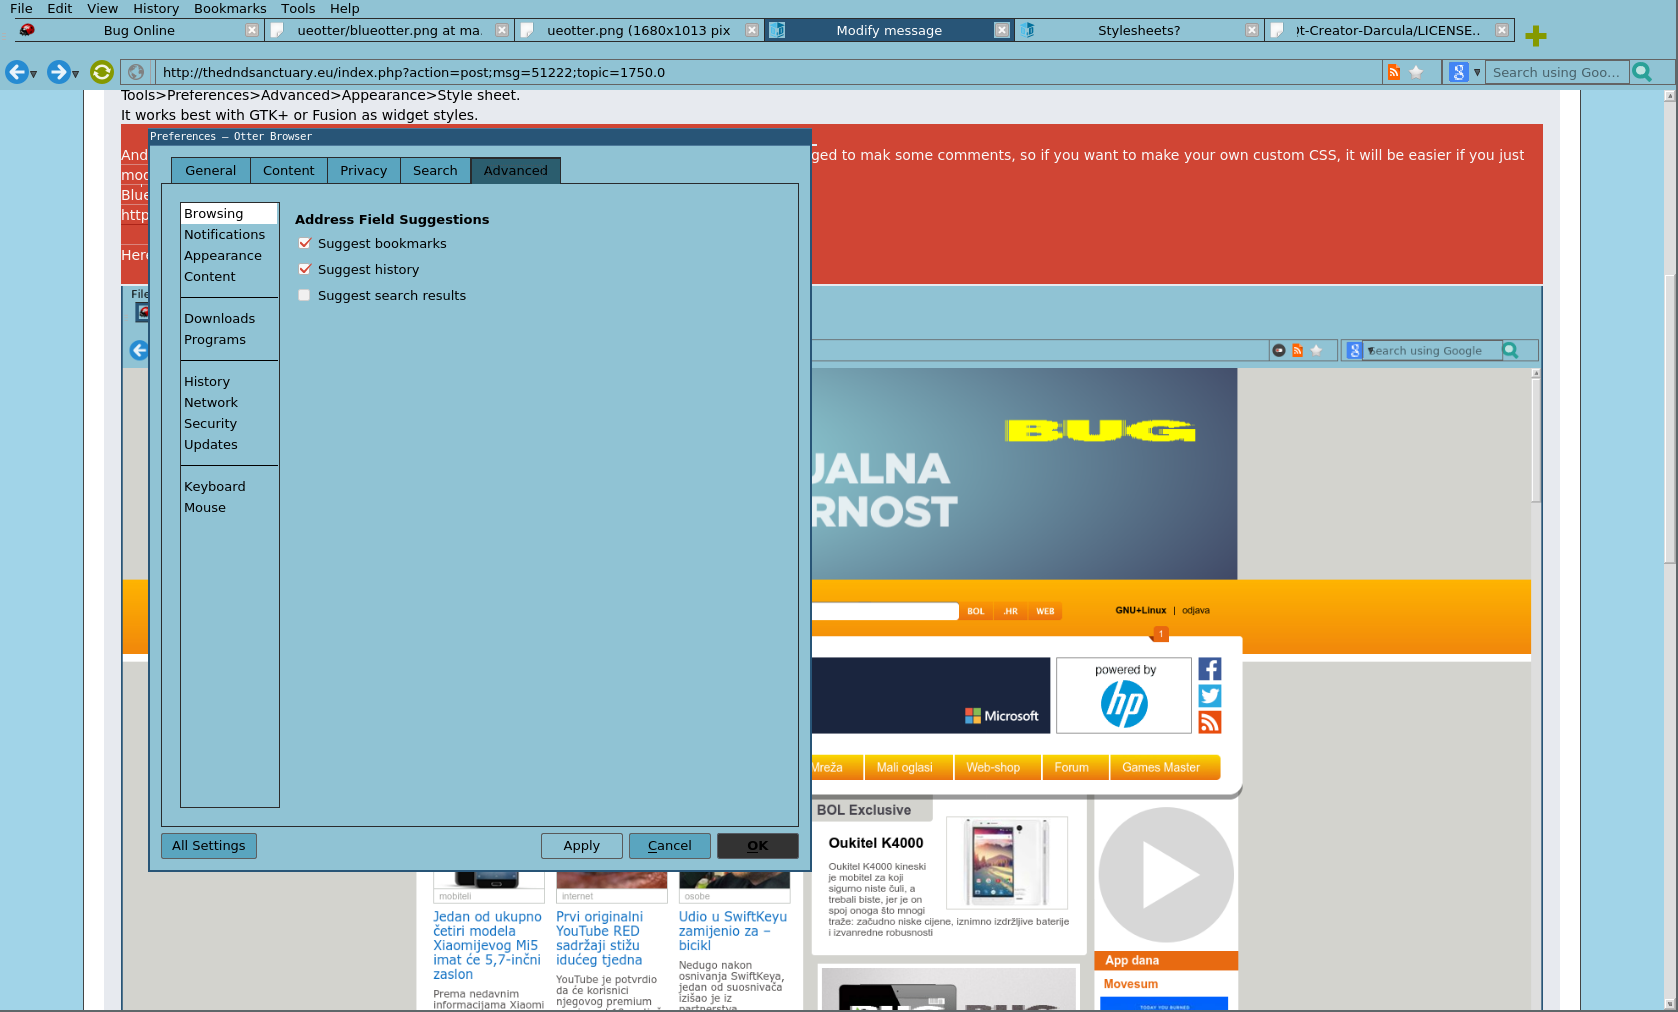 File Edit View History Bookmarks Tools Help
Bug Online
ueotter/blueotter.png at ma
ueotter.png (1680x1013 pix
Modify message
Stylesheets?
t-Creator-Darcula/LICENSE..
http://thedndsanctuary.eu/index.php?action=post;msg=51222;topic=1750.0
Search using Goo...
Tools>Preferences>Advanced>Appearance>Style sheet.
It works best with GTK+ or Fusion as widget styles.
Preferences — Otter Browser
And
ged to mak some comments, so if you want to make your own custom CSS, it will be easier if you just
mod
Blue
http
Here
General Content Privacy Search Advanced
Browsing
Notifications
Appearance
Content
Downloads
Programs
History
Network
Security
Updates
Keyboard
Mouse
Address Field Suggestions
Suggest bookmarks
Suggest history
Suggest search results
All Settings Apply Cancel OK
File
Search using Google
BUG
UALNA
RNOST
BOL .HR WEB
GNU+Linux | odjava
1
Microsoft
powered by
hp
Mreža Mali oglasi Web-shop Forum Games Master
BOL Exclusive
Oukitel K4000
Oukitel K4000 kineski
je mobitel za koji
sigurno niste čuli, a
trebali biste, jer je on
spoj onoga što mnogi
traže: začudno niske cijene, iznimno izdržljive baterije
i izvanredne robusnosti
mobiteli
Jedan od ukupno
četiri modela
Xiaomijevog Mi5
imat će 5,7-inčni
zaslon
Prema nedavnim
informacijama Xiaomi
internet
Prvi originalni
YouTube RED
sadržaji stižu
idućeg tjedna
YouTube je potvrdio
da će korisnici
njegovog premium
osobe
Udio u SwiftKeyu
zamijenio za –
bicikl
Nedugo nakon
osnivanja SwiftKeya,
jedan od suosnivača
izišao je iz
partnerstva
App dana
Movesum
TODAY YOU BURNED